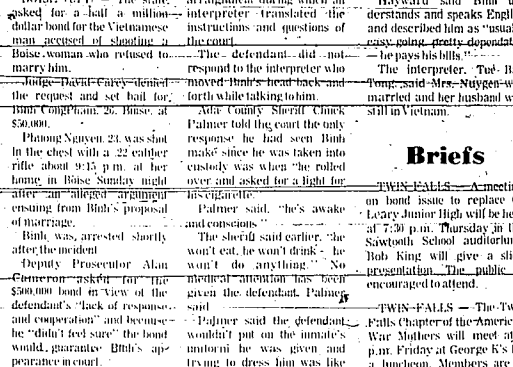 asked for a half a million
dollar bond for the Vietnamese
man accused of shooting a
Boise woman who refused to
marry him.
Judge David Carey denied
the request and set bail for
Binh CongPham, 26, Boise, at
$50,000.
Phuong Nguyen, 23, was shot
in the chest with a .22 caliber
rifle about 9:15 p.m. at her
home in Boise Sunday night
after an alleged argument
ensuing from Binh's proposal
of marriage.
Binh was arrested shortly
after the incident
Deputy Prosecutor Alan
Cameron asked for the
$500,000 bond in view of the
defendant's "lack of response
and cooperation" and because
he "didn't feel sure" the bond
would guarantee Binh's ap-
pearance in court.
interpreter translated the
instructions and questions of
the court.
The defendant did not
respond to the interpreter who
moved Binh's head back and
forth while talking to him.
Ada County Sheriff Chuck
Palmer told the court the only
response he had seen Binh
make since he was taken into
custody was when "he rolled
over and asked for a light for
his cigarette.
Palmer said, "he's awake
and conscious."
The sheriff said earlier, "he
won't eat, he won't drink - he
won't do anything." No
medical attention has been
given the defendant, Palmer
said
Palmer said the defendant
wouldn't put on the inmate's
uniform he was given and
trying to dress him was like
Hayward said Binh
derstands and speaks Engli
and described him as "usual
easy going, pretty dependab
- he pays his bills."
The interpreter, Tue B
Tong, said Mrs. Nuygen w
married and her husband w
still in Vietnam.
Briefs
TWIN FALLS - A meetin
on bond issue to replace
Leary Junior High will be he
at 7:30 p.m. Thursday in t
Sawtooth School auditoriu
Bob King will give a sli
presentation. The public
encouraged to attend.
TWIN FALLS - The Tw
Falls Chapter of the Americ
War Mothers will meet at
p.m. Friday at George K's
a luncheon. Members are